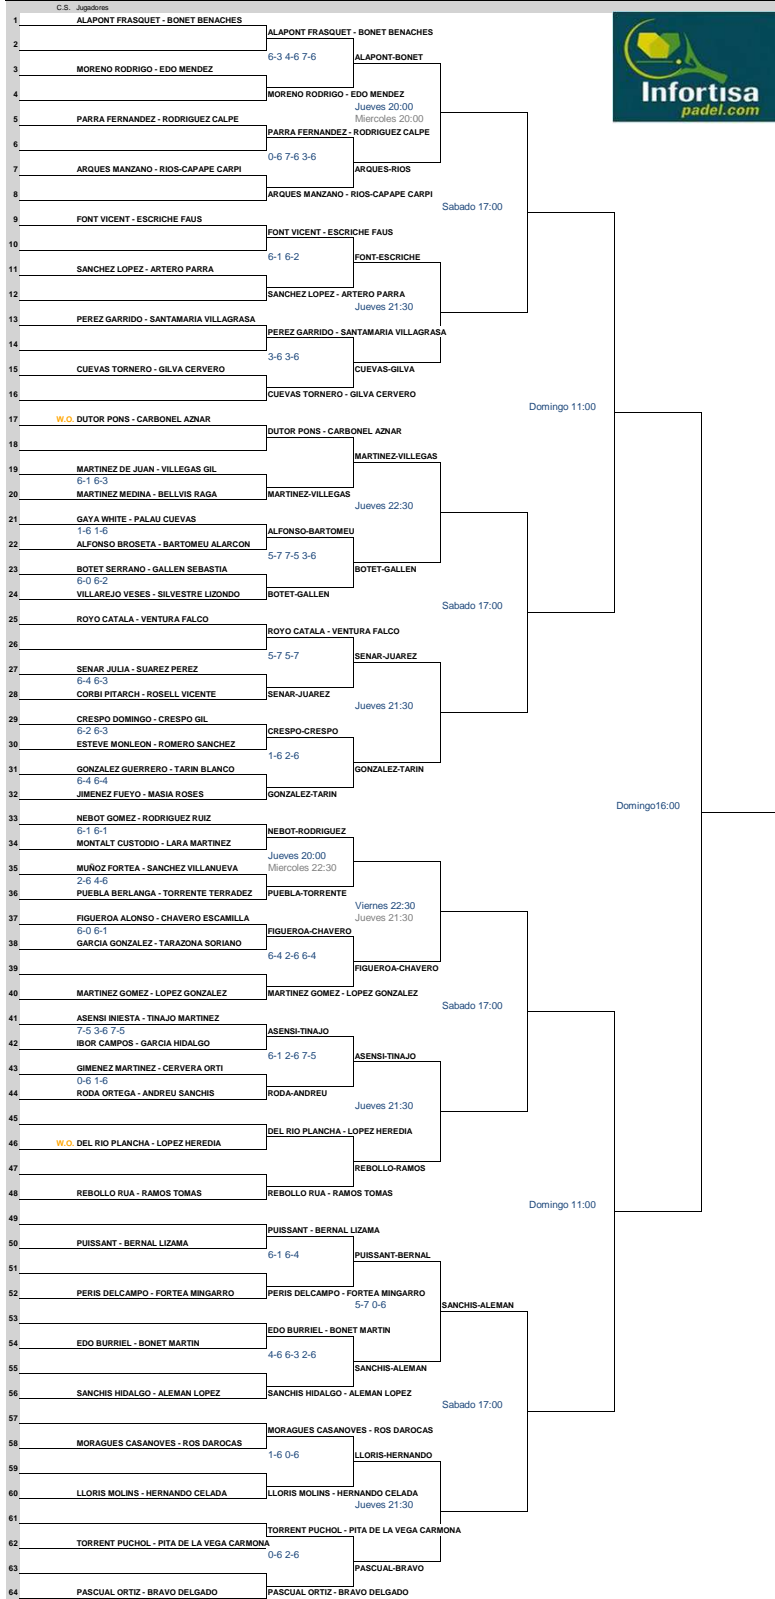 C.S. Jugadores
1 ALAPONT FRASQUET - BONET BENACHES
ALAPONT FRASQUET - BONET BENACHES
2
6-3 4-6 7-6 ALAPONT-BONET
3 MORENO RODRIGO - EDO MENDEZ
4 MORENO RODRIGO - EDO MENDEZ
Infortisa
padel.com
Jueves 20:00
5 PARRA FERNANDEZ - RODRIGUEZ CALPE Miercoles 20:00
PARRA FERNANDEZ - RODRIGUEZ CALPE
6
0-6 7-6 3-6
7 ARQUES MANZANO - RIOS-CAPAPE CARPI ARQUES-RIOS
8 ARQUES MANZANO - RIOS-CAPAPE CARPI
Sabado 17:00
9 FONT VICENT - ESCRICHE FAUS
FONT VICENT - ESCRICHE FAUS
10
6-1 6-2 FONT-ESCRICHE
11 SANCHEZ LOPEZ - ARTERO PARRA
12 SANCHEZ LOPEZ - ARTERO PARRA
Jueves 21:30
13 PEREZ GARRIDO - SANTAMARIA VILLAGRASA
PEREZ GARRIDO - SANTAMARIA VILLAGRASA
14
3-6 3-6
15 CUEVAS TORNERO - GILVA CERVERO CUEVAS-GILVA
16 CUEVAS TORNERO - GILVA CERVERO
Domingo 11:00
17 W.O. DUTOR PONS - CARBONEL AZNAR
DUTOR PONS - CARBONEL AZNAR
18
MARTINEZ-VILLEGAS
19 MARTINEZ DE JUAN - VILLEGAS GIL
6-1 6-3
20 MARTINEZ MEDINA - BELLVIS RAGA MARTINEZ-VILLEGAS
Jueves 22:30
21 GAYA WHITE - PALAU CUEVAS
1-6 1-6 ALFONSO-BARTOMEU
22 ALFONSO BROSETA - BARTOMEU ALARCON
5-7 7-5 3-6
23 BOTET SERRANO - GALLEN SEBASTIA BOTET-GALLEN
6-0 6-2
24 VILLAREJO VESES - SILVESTRE LIZONDO BOTET-GALLEN
Sabado 17:00
25 ROYO CATALA - VENTURA FALCO
ROYO CATALA - VENTURA FALCO
26
5-7 5-7 SENAR-JUAREZ
27 SENAR JULIA - SUAREZ PEREZ
6-4 6-3
28 CORBI PITARCH - ROSELL VICENTE SENAR-JUAREZ
Jueves 21:30
29 CRESPO DOMINGO - CRESPO GIL
6-2 6-3 CRESPO-CRESPO
30 ESTEVE MONLEON - ROMERO SANCHEZ
1-6 2-6
31 GONZALEZ GUERRERO - TARIN BLANCO GONZALEZ-TARIN
6-4 6-4
32 JIMENEZ FUEYO - MASIA ROSES GONZALEZ-TARIN
Domingo16:00
33 NEBOT GOMEZ - RODRIGUEZ RUIZ
6-1 6-1 NEBOT-RODRIGUEZ
34 MONTALT CUSTODIO - LARA MARTINEZ
Jueves 20:00
35 MUÑOZ FORTEA - SANCHEZ VILLANUEVA Miercoles 22:30
2-6 4-6
36 PUEBLA BERLANGA - TORRENTE TERRADEZ PUEBLA-TORRENTE
Viernes 22:30
37 FIGUEROA ALONSO - CHAVERO ESCAMILLA Jueves 21:30
6-0 6-1 FIGUEROA-CHAVERO
38 GARCIA GONZALEZ - TARAZONA SORIANO
6-4 2-6 6-4
39 FIGUEROA-CHAVERO
40 MARTINEZ GOMEZ - LOPEZ GONZALEZ MARTINEZ GOMEZ - LOPEZ GONZALEZ
Sabado 17:00
41 ASENSI INIESTA - TINAJO MARTINEZ
7-5 3-6 7-5 ASENSI-TINAJO
42 IBOR CAMPOS - GARCIA HIDALGO
6-1 2-6 7-5 ASENSI-TINAJO
43 GIMENEZ MARTINEZ - CERVERA ORTI
0-6 1-6
44 RODA ORTEGA - ANDREU SANCHIS RODA-ANDREU
Jueves 21:30
45
DEL RIO PLANCHA - LOPEZ HEREDIA
46 W.O. DEL RIO PLANCHA - LOPEZ HEREDIA
47 REBOLLO-RAMOS
48 REBOLLO RUA - RAMOS TOMAS REBOLLO RUA - RAMOS TOMAS
Domingo 11:00
49
PUISSANT - BERNAL LIZAMA
50 PUISSANT - BERNAL LIZAMA
6-1 6-4 PUISSANT-BERNAL
51
52 PERIS DELCAMPO - FORTEA MINGARRO PERIS DELCAMPO - FORTEA MINGARRO
5-7 0-6 SANCHIS-ALEMAN
53
EDO BURRIEL - BONET MARTIN
54 EDO BURRIEL - BONET MARTIN
4-6 6-3 2-6
55 SANCHIS-ALEMAN
56 SANCHIS HIDALGO - ALEMAN LOPEZ SANCHIS HIDALGO - ALEMAN LOPEZ
Sabado 17:00
57
MORAGUES CASANOVES - ROS DAROCAS
58 MORAGUES CASANOVES - ROS DAROCAS
1-6 0-6 LLORIS-HERNANDO
59
60 LLORIS MOLINS - HERNANDO CELADA LLORIS MOLINS - HERNANDO CELADA
Jueves 21:30
61
TORRENT PUCHOL - PITA DE LA VEGA CARMONA
62 TORRENT PUCHOL - PITA DE LA VEGA CARMONA
0-6 2-6
63 PASCUAL-BRAVO
64 PASCUAL ORTIZ - BRAVO DELGADO PASCUAL ORTIZ - BRAVO DELGADO